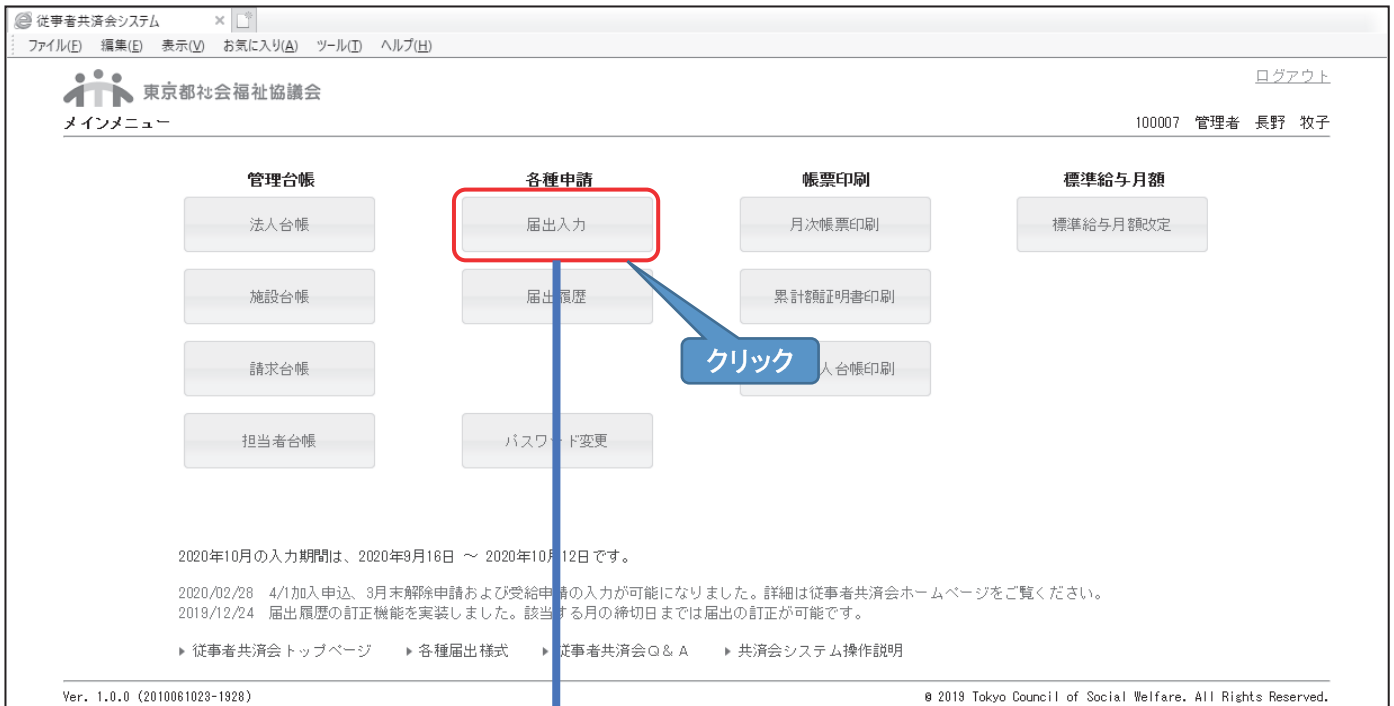 従事者共済会システム
ファイル(F) 編集(E) 表示(V) お気に入り(A) ツール(T) ヘルプ(H)
東京都社会福祉協議会
ログアウト
メインメニュー
100007 管理者 長野 牧子
管理台帳 各種申請 帳票印刷 標準給与月額
法人台帳 届出入力 月次帳票印刷 標準給与月額改定
施設台帳 届出履歴 累計額証明書印刷
請求台帳 クリック 人台帳印刷
担当者台帳 パスワード変更
2020年10月の入力期間は、2020年9月16日 ~ 2020年10月12日です。
2020/02/28 4/1加入申込、3月末解除申請および受給申請の入力が可能になりました。詳細は従事者共済会ホームページをご覧ください。
2019/12/24 届出履歴の訂正機能を実装しました。該当する月の締切日までは届出の訂正が可能です。
従事者共済会トップページ 各種届出様式 従事者共済会Q&A 共済会システム操作説明
Ver. 1.0.0 (2010061023-1928)
© 2019 Tokyo Council of Social Welfare. All Rights Reserved.